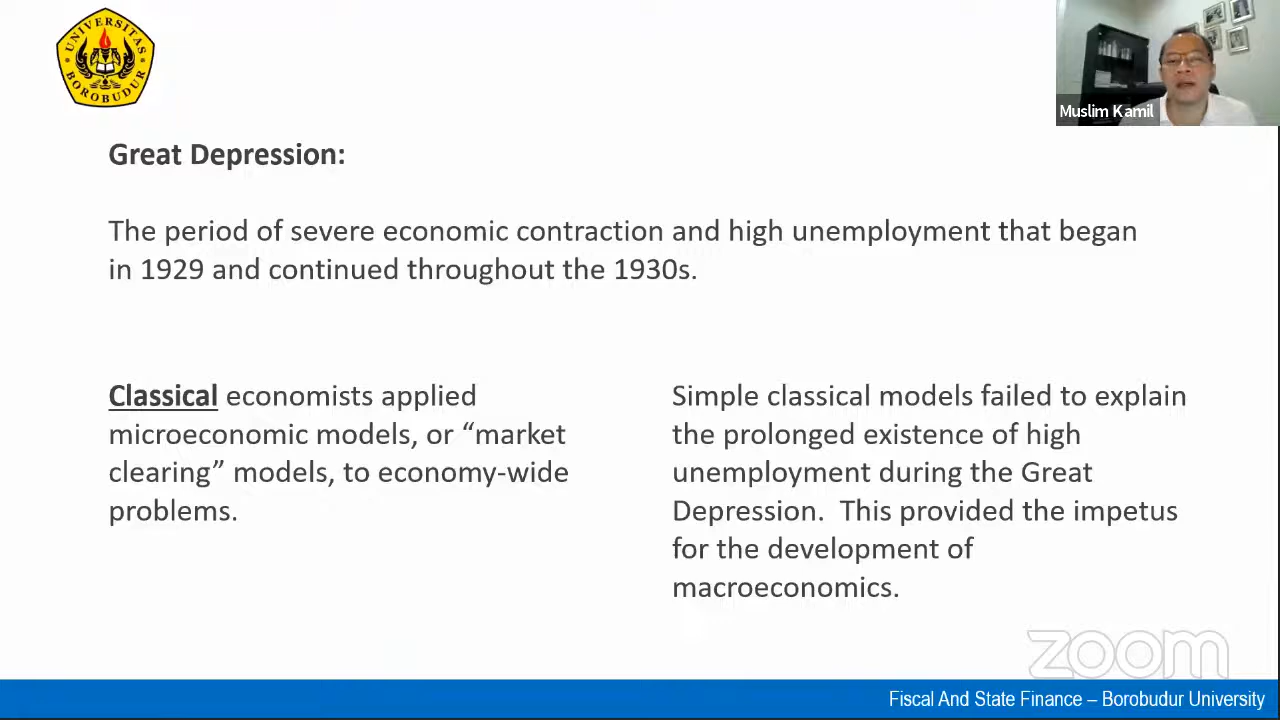 UNIVERSITAS
BOROBUDUR
Muslim Kamil
Great Depression:
The period of severe economic contraction and high unemployment that began
in 1929 and continued throughout the 1930s.
Classical economists applied
microeconomic models, or “market
clearing” models, to economy-wide
problems.
Simple classical models failed to explain
the prolonged existence of high
unemployment during the Great
Depression.  This provided the impetus
for the development of
macroeconomics.
zoom
Fiscal And State Finance – Borobudur University